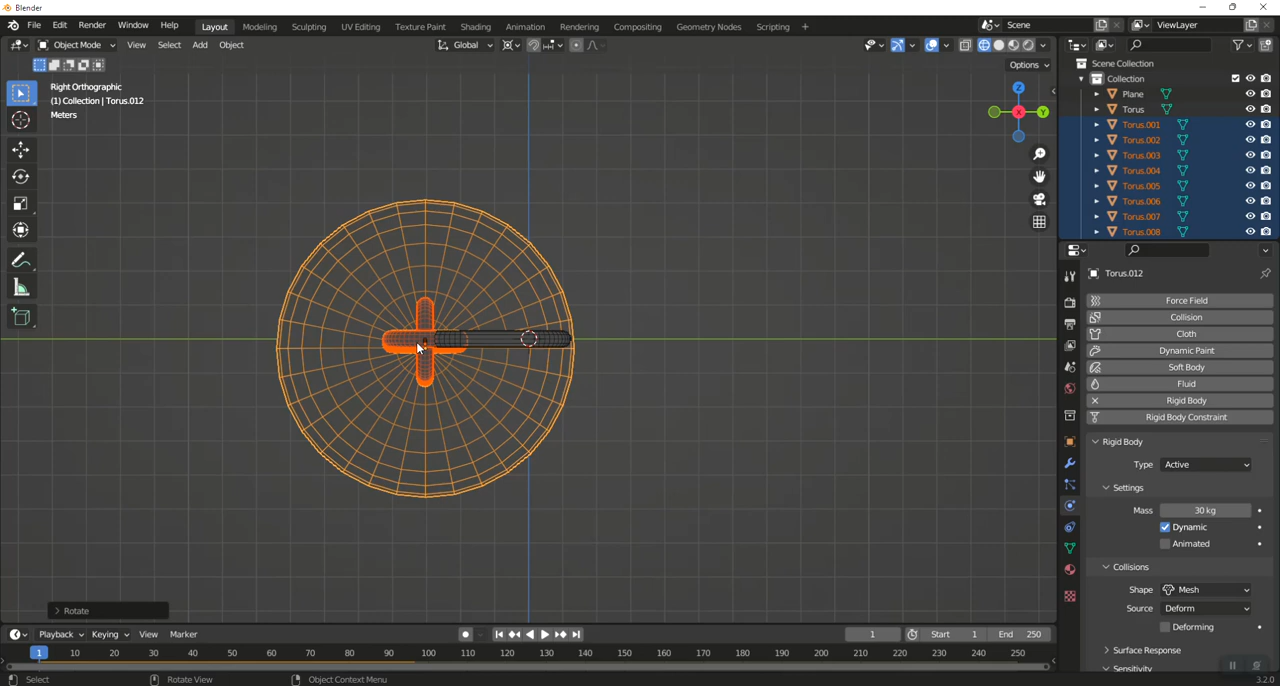 Blender
File Edit Render Window Help Layout Modeling Sculpting UV Editing Texture Paint Shading Animation Rendering Compositing Geometry Nodes Scripting + Scene ViewLayer
Object Mode View Select Add Object Global
Options
Right Orthographic
(1) Collection | Torus.012
Meters
Z
X
Y
Scene Collection
Collection
Plane
Torus
Torus.001
Torus.002
Torus.003
Torus.004
Torus.005
Torus.006
Torus.007
Torus.008
Torus.012
Force Field
Collision
Cloth
Dynamic Paint
Soft Body
Fluid
Rigid Body
Rigid Body Constraint
Rigid Body
Type Active
Settings
Mass 30 kg
Dynamic
Animated
Collisions
Shape Mesh
Source Deform
Deforming
Surface Response
Sensitivity
Rotate
Playback Keying View Marker 1 Start 1 End 250
1 10 20 30 40 50 60 70 80 90 100 110 120 130 140 150 160 170 180 190 200 210 220 230 240 250
Select Rotate View Object Context Menu 3.2.0